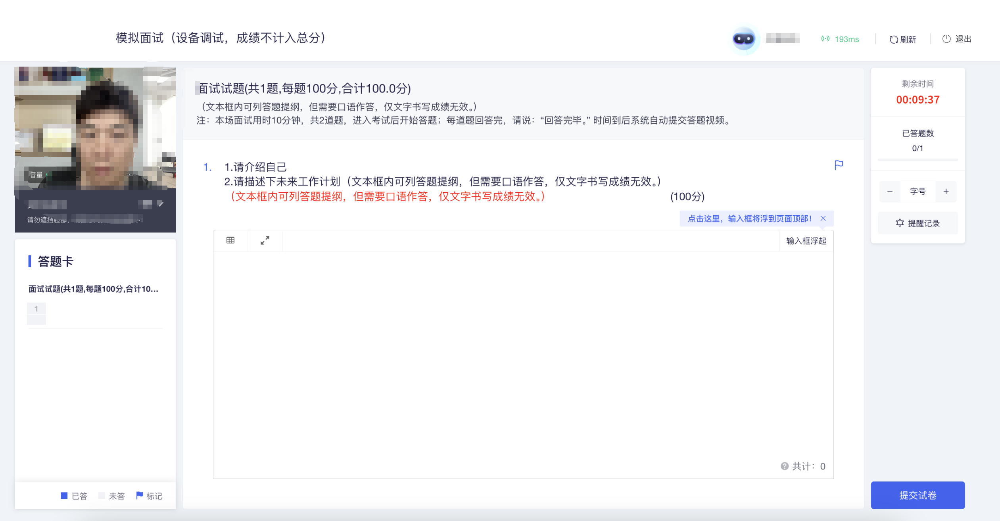 模拟面试（设备调试，成绩不计入总分）
193ms
刷新
退出
音量
请勿遮挡脸部，
面试试题(共1题,每题100分,合计100.0分)
（文本框内可列答题提纲，但需要口语作答，仅文字书写成绩无效。）
注：本场面试用时10分钟，共2道题，进入考试后开始答题；每道题回答完，请说：“回答完毕。” 时间到后系统自动提交答题视频。
1. 1.请介绍自己
2.请描述下未来工作计划（文本框内可列答题提纲，但需要口语作答，仅文字书写成绩无效。）
（文本框内可列答题提纲，但需要口语作答，仅文字书写成绩无效。） (100分)
点击这里，输入框将浮到页面顶部！
输入框浮起
共计：0
剩余时间
00:09:37
已答题数
0/1
字号
提醒记录
提交试卷
答题卡
面试试题(共1题,每题100分,合计10...
1
已答 未答 标记